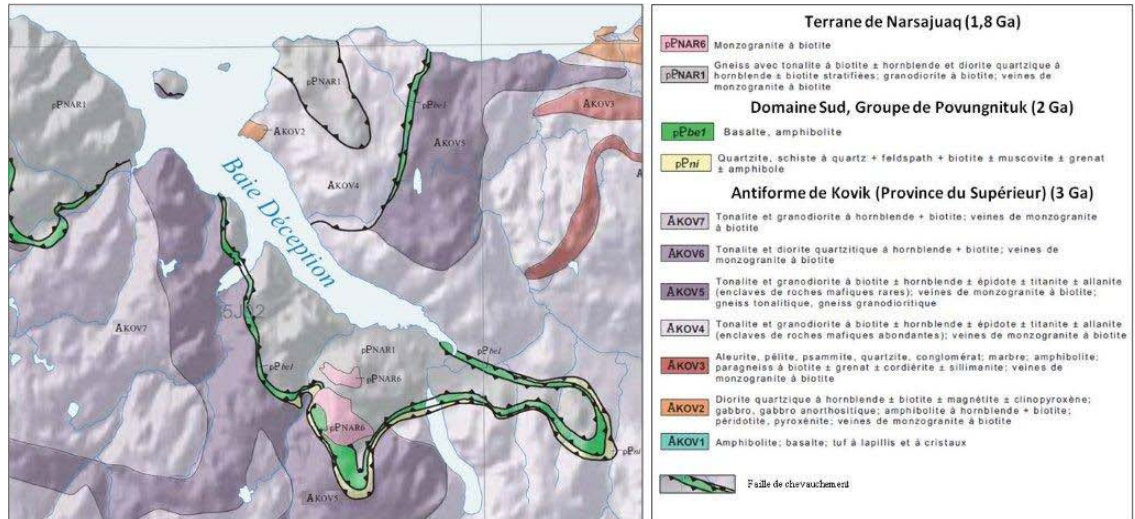 pPNAR1
pPNAR1
AKOV2
pPbe1
AKOV5
AKOV3
AKOV4
Baie Déception
AKOV7
pPNAR1
pPbe1
pPbe1
pPNAR6
pPNAR6
pPni
AKOV5
Terrane de Narsajuaq (1,8 Ga)
pPNAR6 Monzogranite à biotite
pPNAR1 Gneiss avec tonalite à biotite ± hornblende et diorite quartzique à
hornblende ± biotite stratifiées; granodiorite à biotite; veines de
monzogranite à biotite
Domaine Sud, Groupe de Povungnituk (2 Ga)
pPbe1 Basalte, amphibolite
pPni Quartzite, schiste à quartz + feldspath + biotite ± muscovite ± grenat
± amphibole
Antiforme de Kovik (Province du Supérieur) (3 Ga)
AKOV7 Tonalite et granodiorite à hornblende + biotite; veines de monzogranite
à biotite
AKOV6 Tonalite et diorite quartzitique à hornblende + biotite; veines de
monzogranite à biotite
AKOV5 Tonalite et granodiorite à biotite ± hornblende ± épidote ± titanite ± allanite
(enclaves de roches mafiques rares); veines de monzogranite à biotite;
gneiss tonalitique, gneiss granodioritique
AKOV4 Tonalite et granodiorite à biotite ± hornblende ± épidote ± titanite ± allanite
(enclaves de roches mafiques abondantes); veines de monzogranite à biotite
AKOV3 Aleurite, pélite, psammite, quartzite, conglomérat; marbre; amphibolite;
paragneiss à biotite ± grenat ± cordiérite ± sillimanite; veines de
monzogranite à biotite
AKOV2 Diorite quartzique à hornblende ± biotite ± magnétite ± clinopyroxène;
gabbro, gabbro anorthositique; amphibolite à hornblende + biotite;
péridotite, pyroxénite; veines de monzogranite à biotite
AKOV1 Amphibolite; basalte; tuf à lapillis et à cristaux
Faille de chevauchement